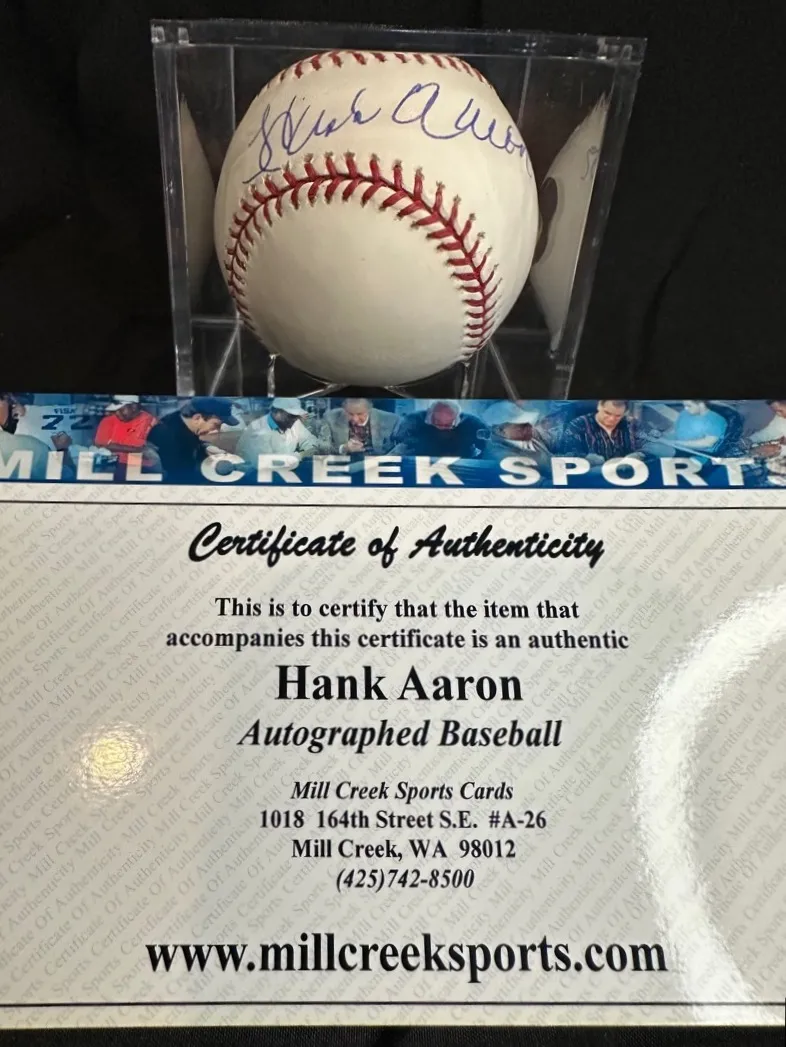 Hank Aaron
MILL CREEK SPORTS
Certificate of Authenticity
This is to certify that the item that
accompanies this certificate is an authentic
Hank Aaron
Autographed Baseball
Mill Creek Sports Cards
1018 164th Street S.E. #A-26
Mill Creek, WA 98012
(425)742-8500
www.millcreeksports.com